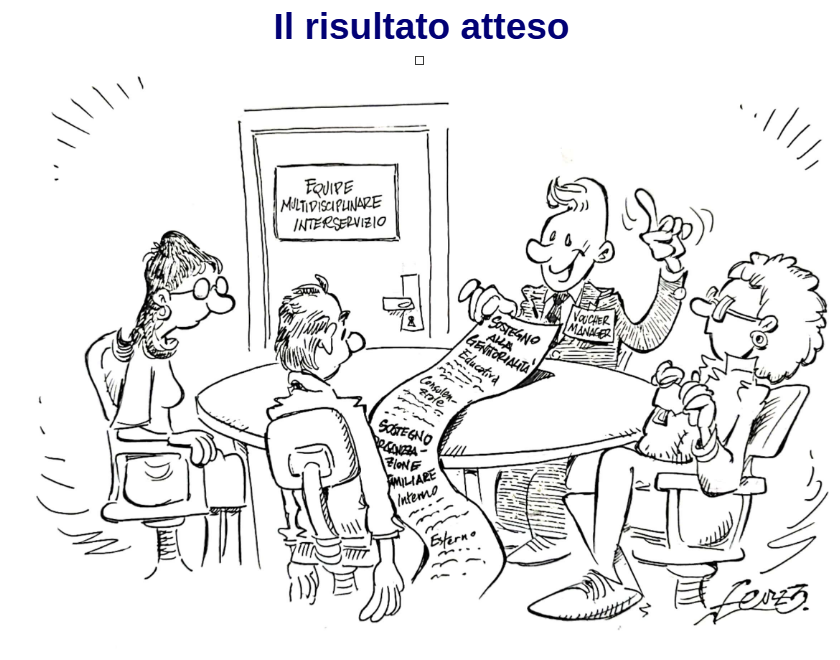 Il risultato atteso
EQUIPE
MULTIDISCIPLINARE
INTERSERVIZIO
VOUCHER
MANAGER
SOSTEGNO
ALLA
GENITORIALITA'
Educativa
Consulen-
ziale
SOSTEGNO
ORGANIZZA-
ZIONE
FAMILIARE
Interno
Esterno